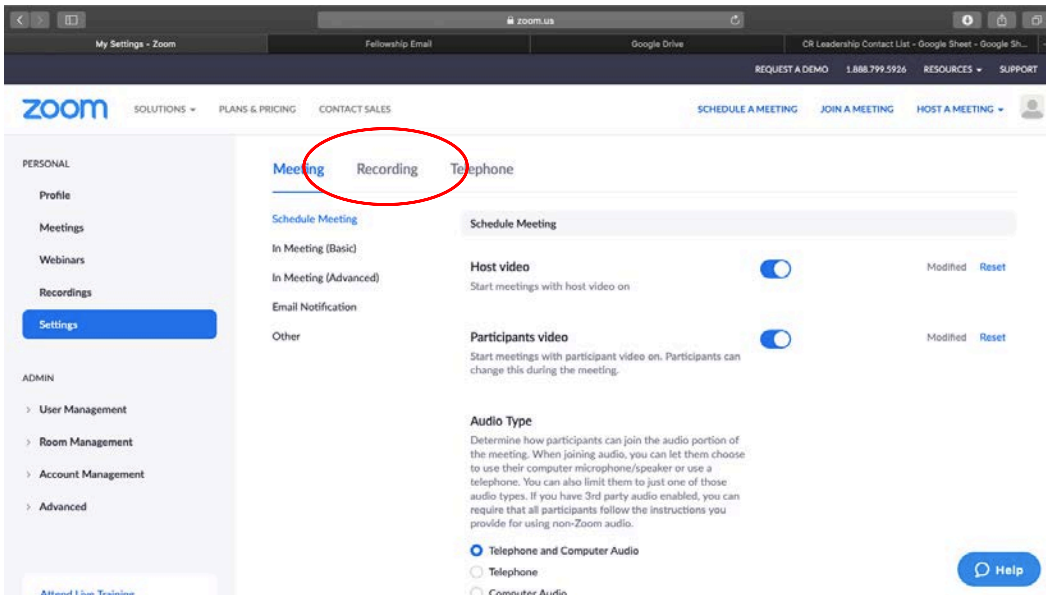 zoom.us
My Settings - Zoom
Fellowship Email
Google Drive
CR Leadership Contact List - Google Sheet - Google Sh...
REQUEST A DEMO 1.888.799.5926 RESOURCES SUPPORT
zoom SOLUTIONS PLANS & PRICING CONTACT SALES SCHEDULE A MEETING JOIN A MEETING HOST A MEETING
PERSONAL
Profile
Meetings
Webinars
Recordings
Settings
ADMIN
User Management
Room Management
Account Management
Advanced
Attend Live Training
Meeting Recording Telephone
Schedule Meeting
In Meeting (Basic)
In Meeting (Advanced)
Email Notification
Other
Schedule Meeting
Host video
Start meetings with host video on
Modified Reset
Participants video
Start meetings with participant video on. Participants can
change this during the meeting.
Modified Reset
Audio Type
Determine how participants can join the audio portion of
the meeting. When joining audio, you can let them choose
to use their computer microphone/speaker or use a
telephone. You can also limit them to just one of those
audio types. If you have 3rd party audio enabled, you can
require that all participants follow the instructions you
provide for using non-Zoom audio.
Telephone and Computer Audio
Telephone
Computer Audio
Help